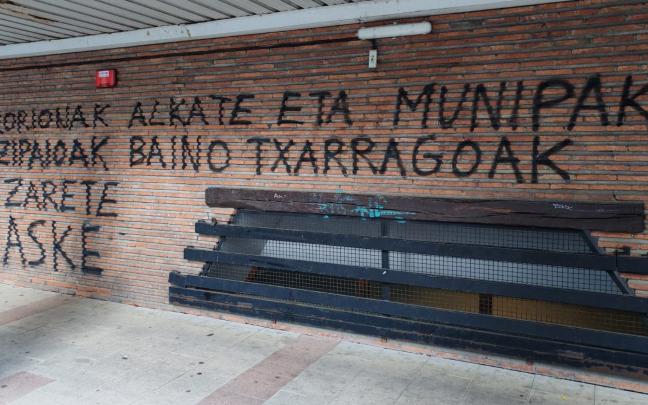 ORIONAK ALKATE ETA MUNIPAK
ZIPAIOAK BAINO TXARRAGOAK
ZARETE
ASKE